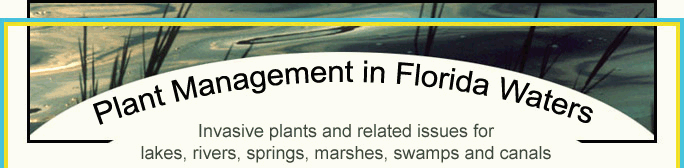 Plant Management in Florida Waters
Invasive plants and related issues for
lakes, rivers, springs, marshes, swamps and canals